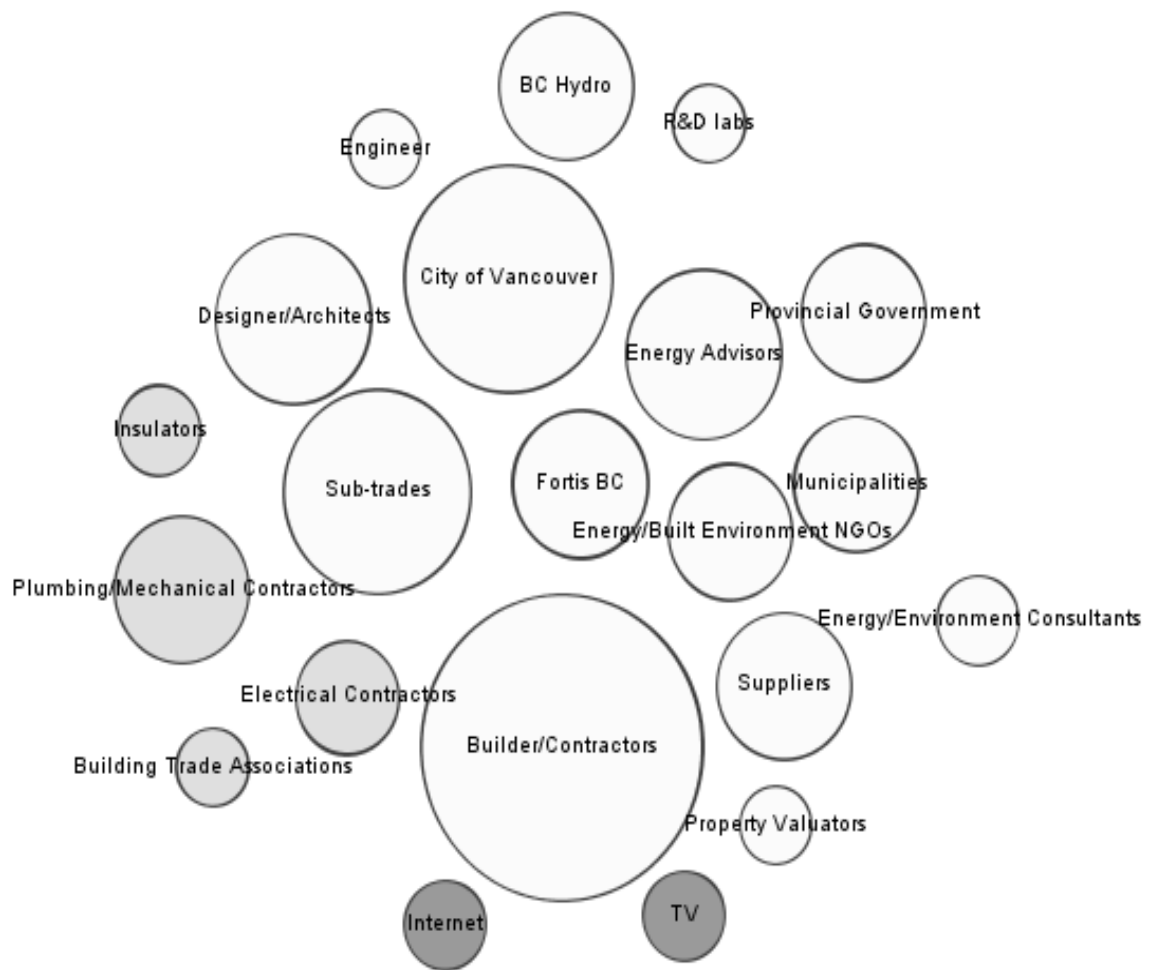 BC Hydro
R&D labs
Engineer
City of Vancouver
Designer/Architects
Provincial Government
Energy Advisors
Insulators
Sub-trades
Fortis BC
Municipalities
Energy/Built Environment NGOs
Plumbing/Mechanical Contractors
Energy/Environment Consultants
Suppliers
Electrical Contractors
Builder/Contractors
Building Trade Associations
Property Valuators
Internet
TV